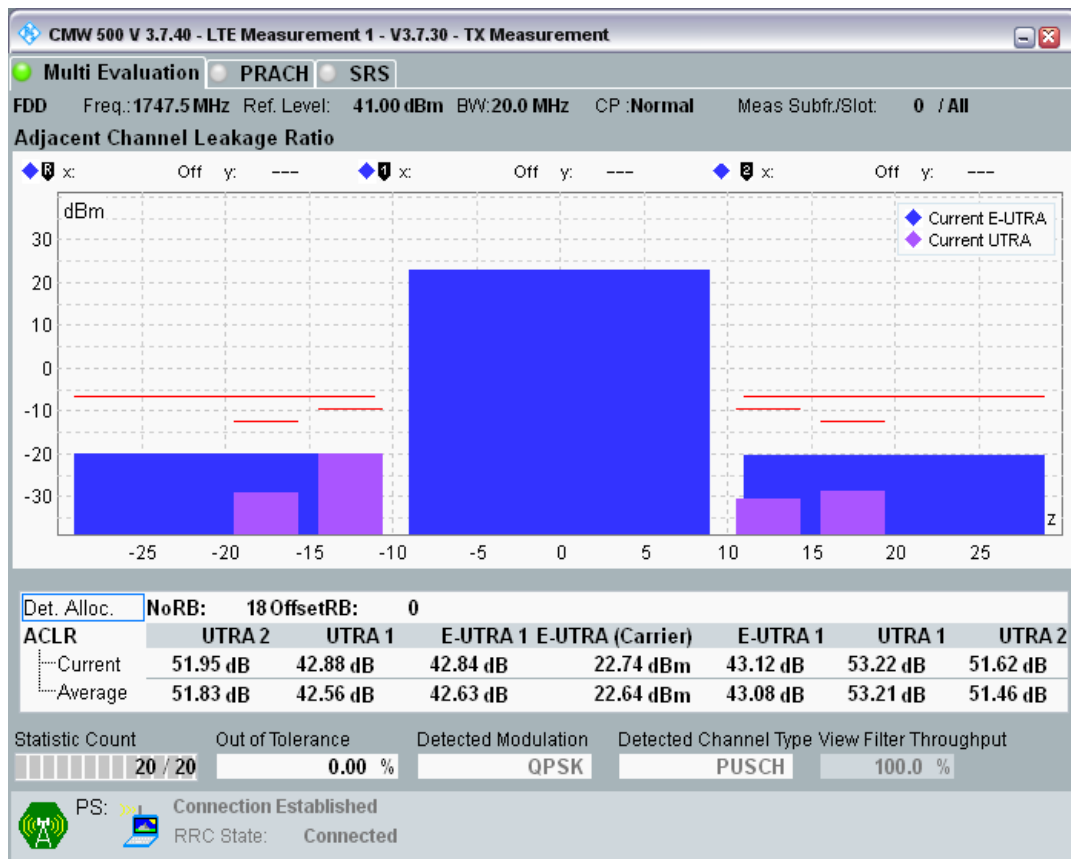 CMW 500 V 3.7.40 - LTE Measurement 1 - V3.7.30 - TX Measurement
Multi Evaluation PRACH SRS
FDD Freq.:1747.5 MHz Ref. Level: 41.00 dBm BW:20.0 MHz CP :Normal Meas Subfr./Slot: 0 / All
Adjacent Channel Leakage Ratio
R x: Off y: --- 1 x: Off y: --- 2 x: Off y: ---
dBm
Current E-UTRA
Current UTRA
30
20
10
0
-10
-20
-30
z
-25 -20 -15 -10 -5 0 5 10 15 20 25
Det. Alloc. NoRB: 18 OffsetRB: 0
ACLR UTRA 2 UTRA 1 E-UTRA 1 E-UTRA (Carrier) E-UTRA 1 UTRA 1 UTRA 2
Current 51.95 dB 42.88 dB 42.84 dB 22.74 dBm 43.12 dB 53.22 dB 51.62 dB
Average 51.83 dB 42.56 dB 42.63 dB 22.64 dBm 43.08 dB 53.21 dB 51.46 dB
Statistic Count Out of Tolerance Detected Modulation Detected Channel Type View Filter Throughput
20 / 20 0.00 % QPSK PUSCH 100.0 %
PS: Connection Established
RRC State: Connected